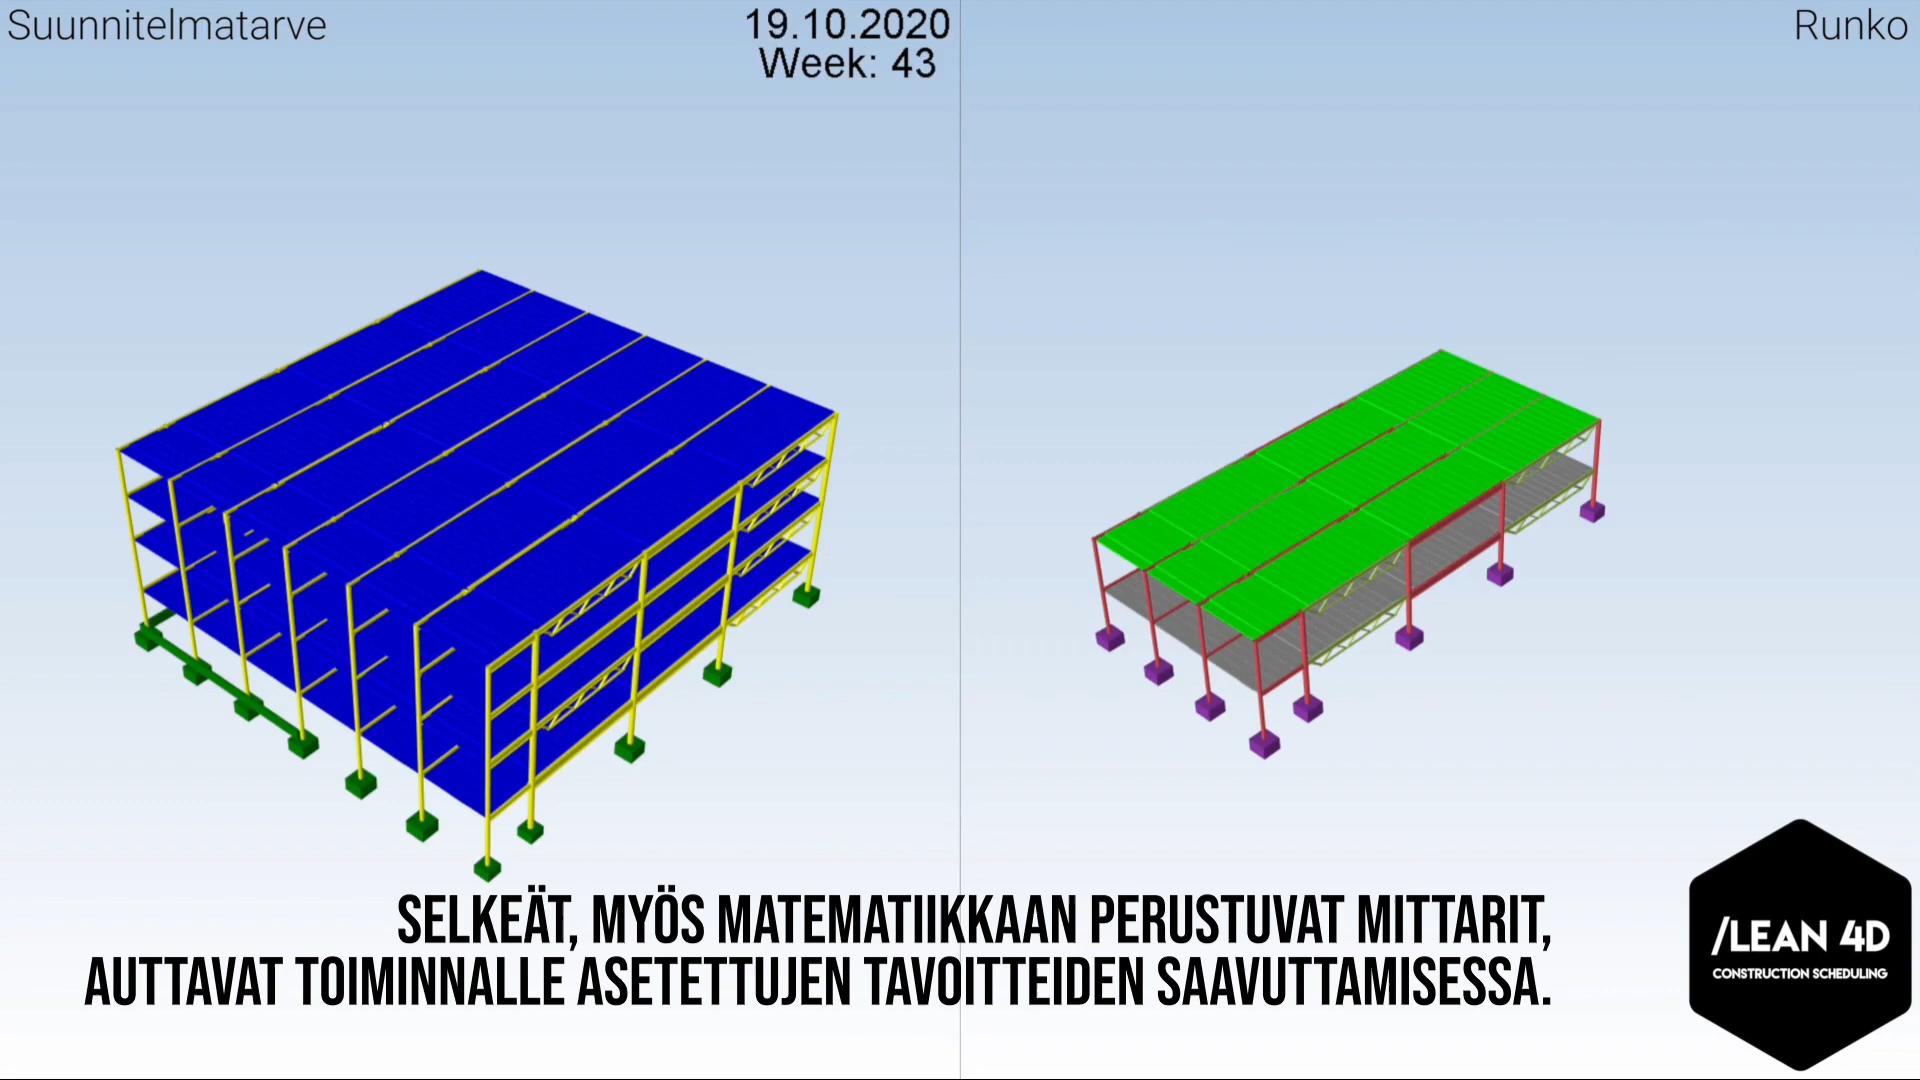 Suunnitelmatarve
19.10.2020
Week: 43
Runko
SELKEÄT, MYÖS MATEMATIIKKAAN PERUSTUVAT MITTARIT,
AUTTAVAT TOIMINNALLE ASETETTUJEN TAVOITTEIDEN SAAVUTTAMISESSA.
/LEAN 4D
CONSTRUCTION SCHEDULING